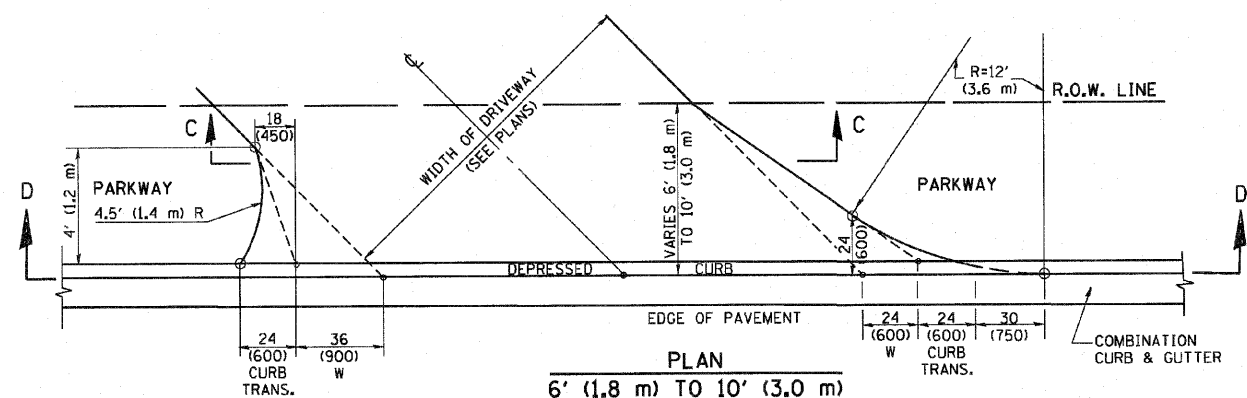 ℄
WIDTH OF DRIVEWAY
(SEE PLANS)
R=12'
(3.6 m)
R.O.W. LINE
C
18
(450)
C
4' (1.2 m)
PARKWAY
4.5' (1.4 m) R
VARIES 6' (1.8 m)
TO 10' (3.0 m)
PARKWAY
D
D
24
(600)
DEPRESSED CURB
EDGE OF PAVEMENT
24
(600)
CURB
TRANS.
36
(900)
W
24
(600)
W
24
(600)
CURB
TRANS.
30
(750)
COMBINATION
CURB & GUTTER
PLAN
6' (1.8 m) TO 10' (3.0 m)